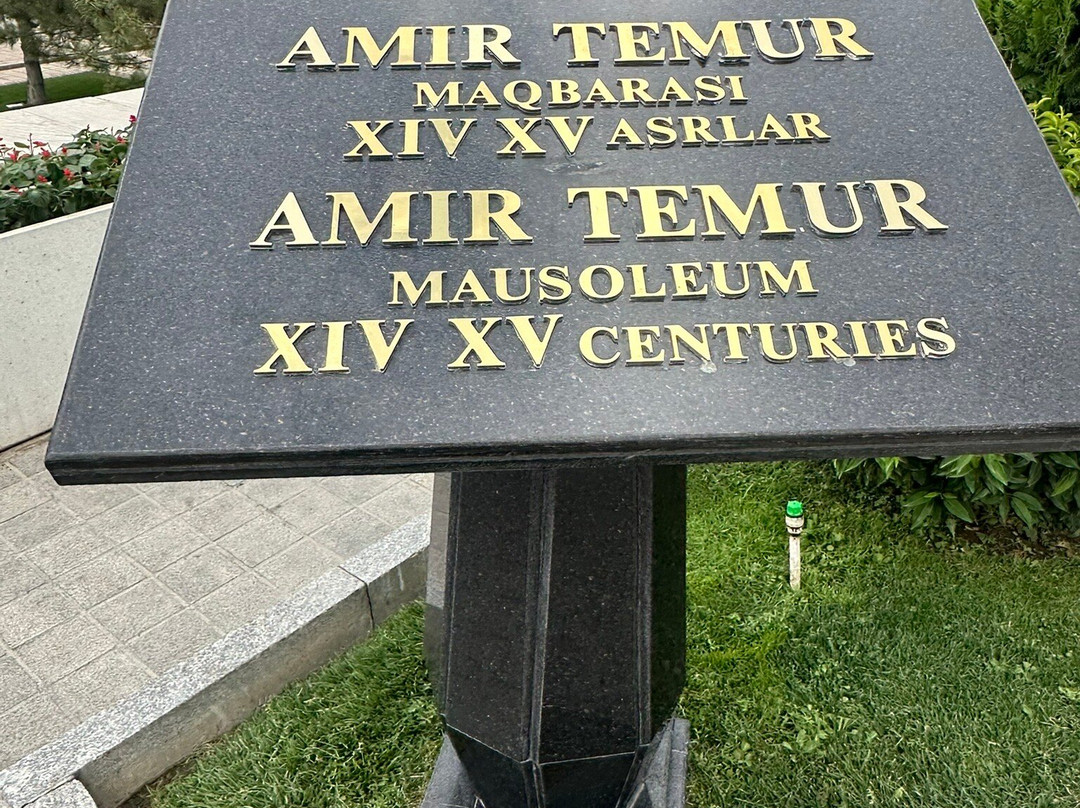 AMIR TEMUR
MAQBARASI
XIV XV ASRLAR
AMIR TEMUR
MAUSOLEUM
XIV XV CENTURIES